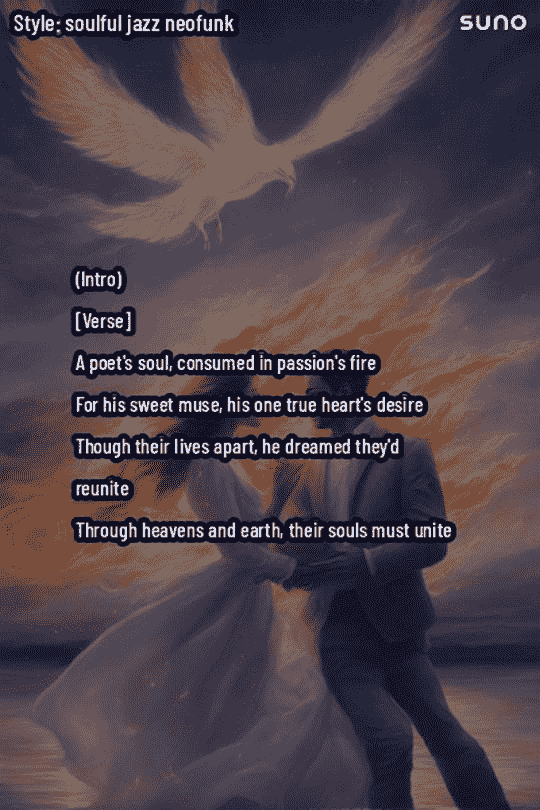 Style: soulful jazz neofunk
SUNO
(Intro)
[Verse]
A poet's soul, consumed in passion's fire
For his sweet muse, his one true heart's desire
Though their lives apart, he dreamed they'd
reunite
Through heavens and earth, their souls must unite